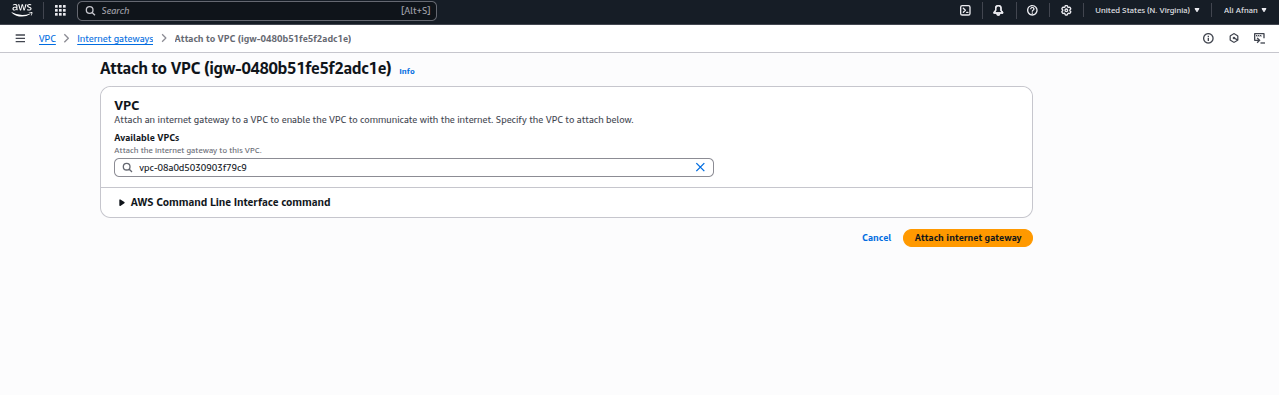 aws
Search [Alt+S]
United States (N. Virginia) ▼ Ali Afnan ▼
VPC > Internet gateways > Attach to VPC (igw-0480b51fe5f2adc1e)
Attach to VPC (igw-0480b51fe5f2adc1e) Info
VPC
Attach an internet gateway to a VPC to enable the VPC to communicate with the internet. Specify the VPC to attach below.
Available VPCs
Attach the internet gateway to this VPC.
vpc-08a0d5030903f79c9
AWS Command Line Interface command
Cancel Attach internet gateway